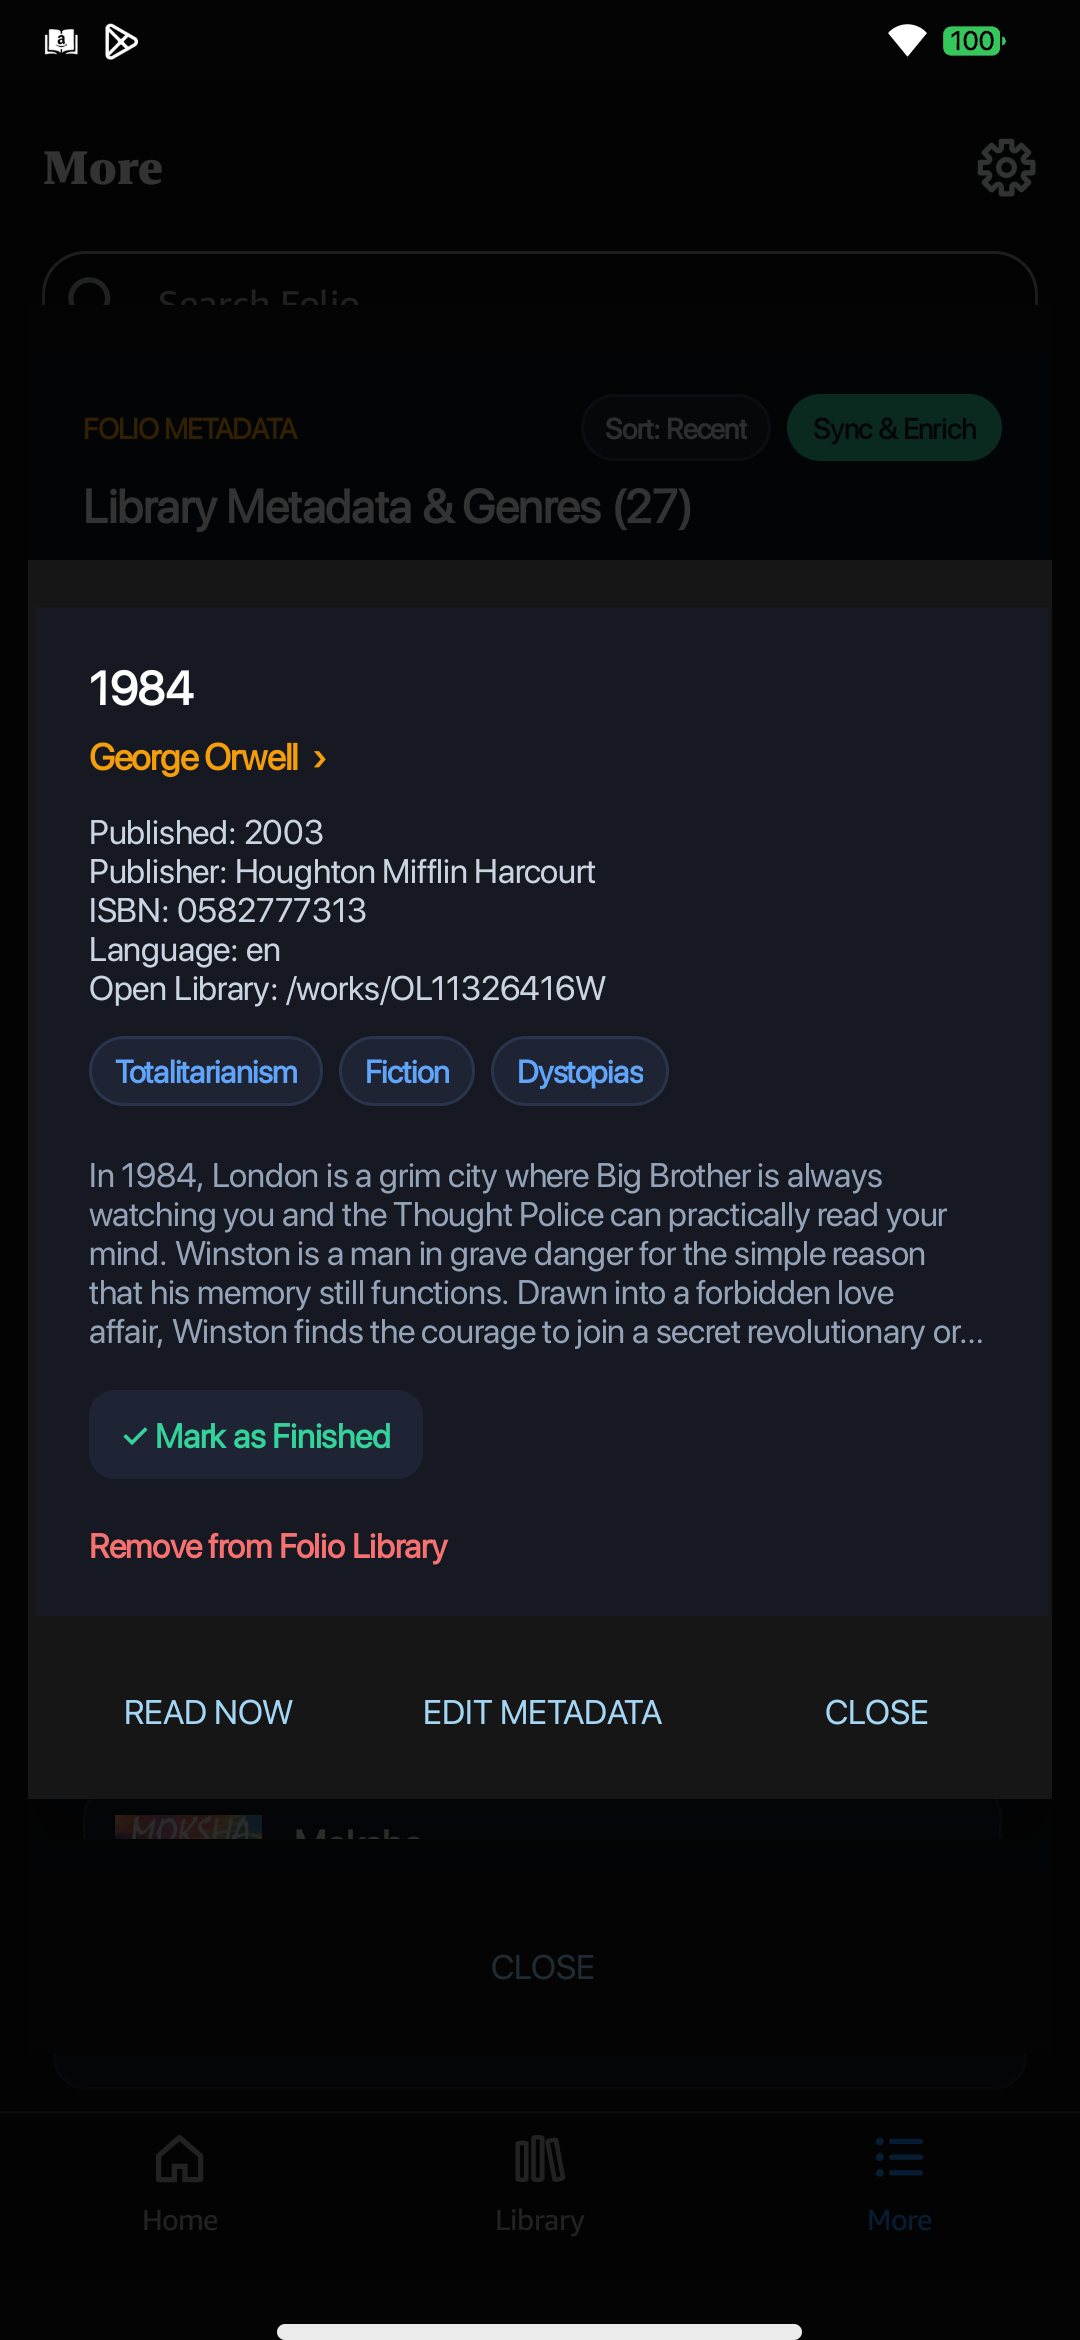 100
More
Search Folio
FOLIO METADATA
Sort: Recent
Sync & Enrich
Library Metadata & Genres (27)
1984
George Orwell ›
Published: 2003
Publisher: Houghton Mifflin Harcourt
ISBN: 0582777313
Language: en
Open Library: /works/OL11326416W
Totalitarianism
Fiction
Dystopias
In 1984, London is a grim city where Big Brother is always
watching you and the Thought Police can practically read your
mind. Winston is a man in grave danger for the simple reason
that his memory still functions. Drawn into a forbidden love
affair, Winston finds the courage to join a secret revolutionary or...
✓ Mark as Finished
Remove from Folio Library
READ NOW
EDIT METADATA
CLOSE
MOKSHA
Moksha
CLOSE
Home
Library
More